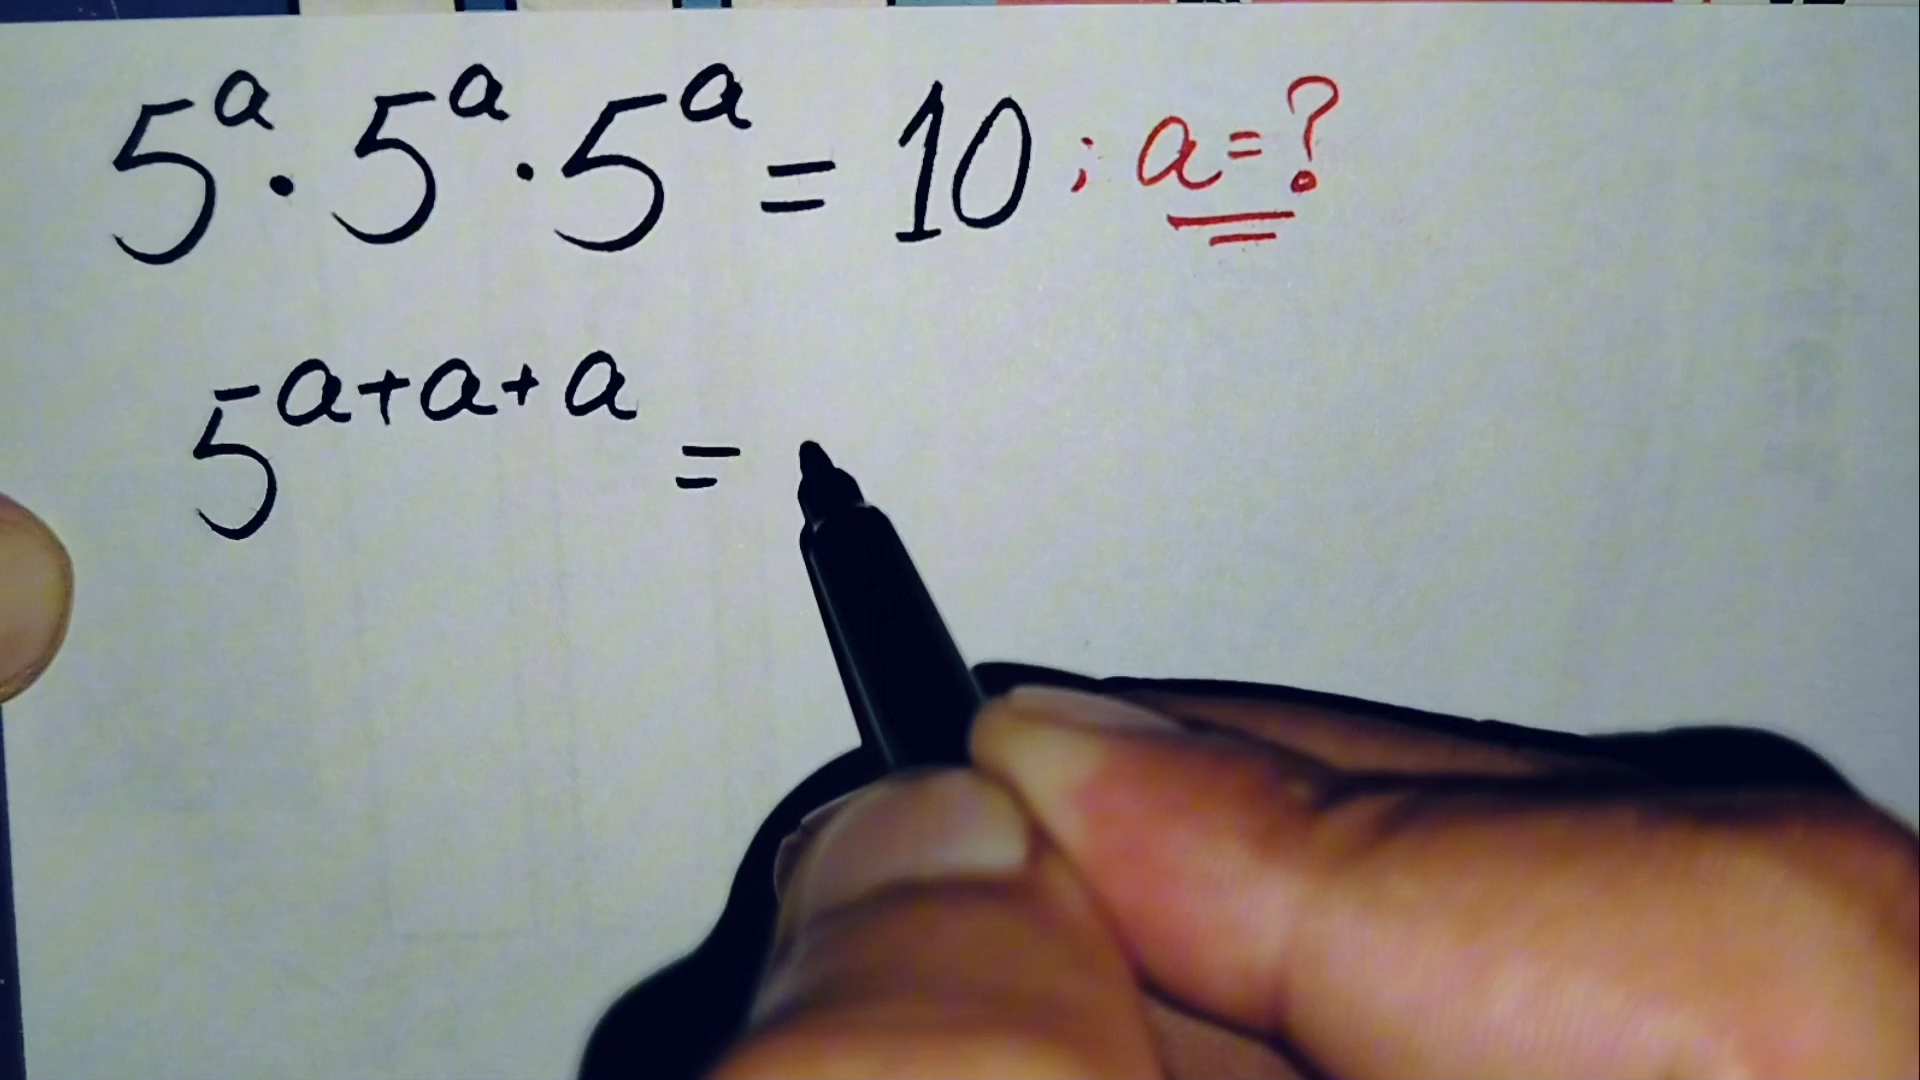 5^a · 5^a · 5^a = 10 ; a = ?
5^{a+a+a} =